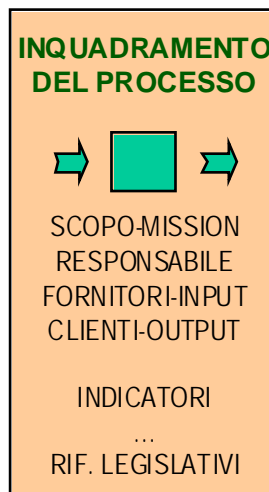 INQUADRAMENTO
DEL PROCESSO
SCOPO-MISSION
RESPONSABILE
FORNITORI-INPUT
CLIENTI-OUTPUT
INDICATORI
...
RIF. LEGISLATIVI